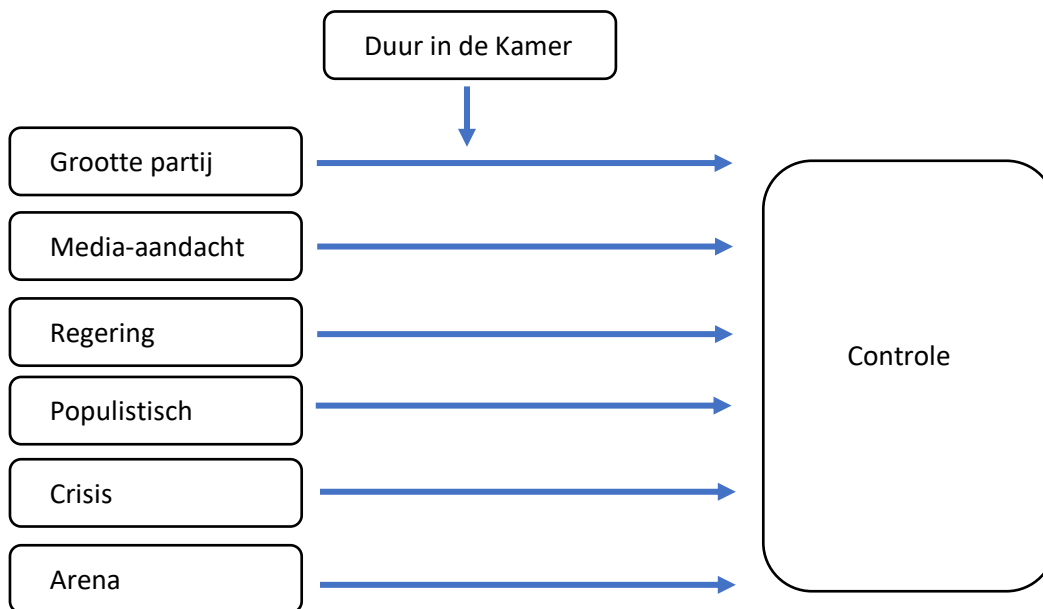 Duur in de Kamer
Grootte partij
Media-aandacht
Regering
Populistisch
Crisis
Arena
Controle